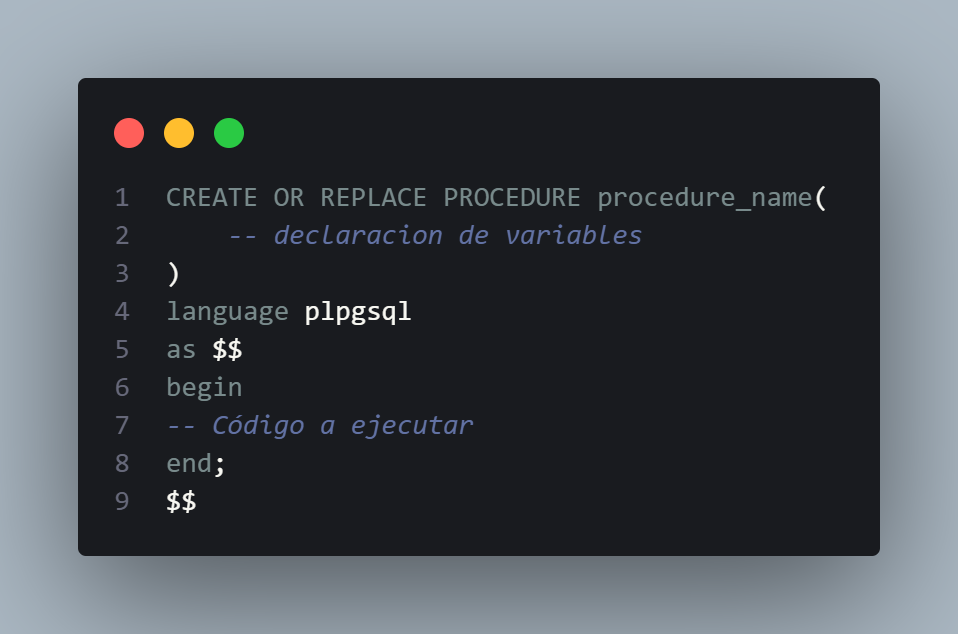 1 CREATE OR REPLACE PROCEDURE procedure_name(
2     -- declaracion de variables
3 )
4 language plpgsql
5 as $$
6 begin
7 -- Código a ejecutar
8 end;
9 $$